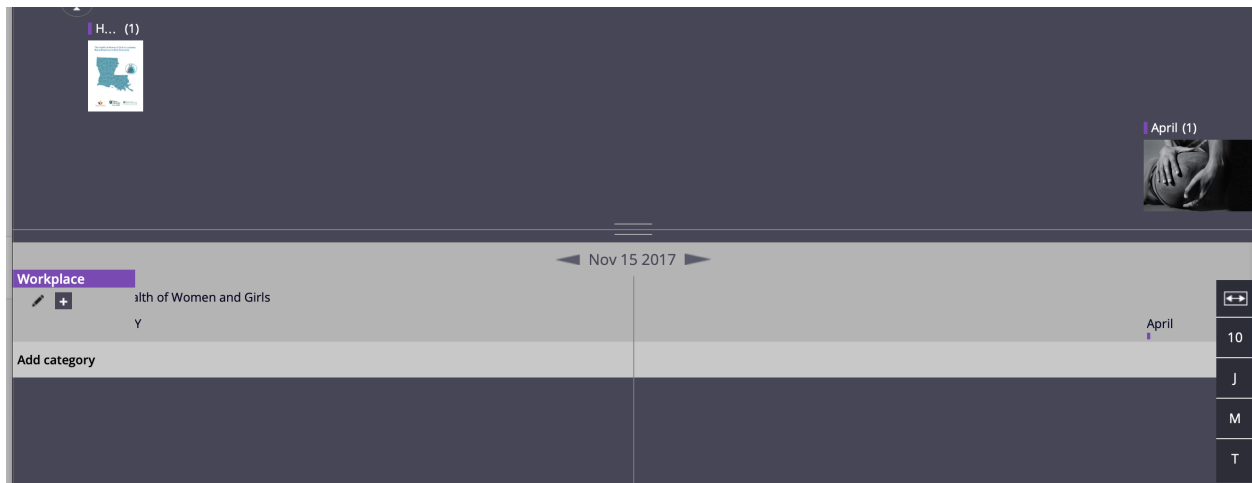 H... (1)
April (1)
Nov 15 2017
Workplace
alth of Women and Girls
Y
April
Add category
10
J
M
T